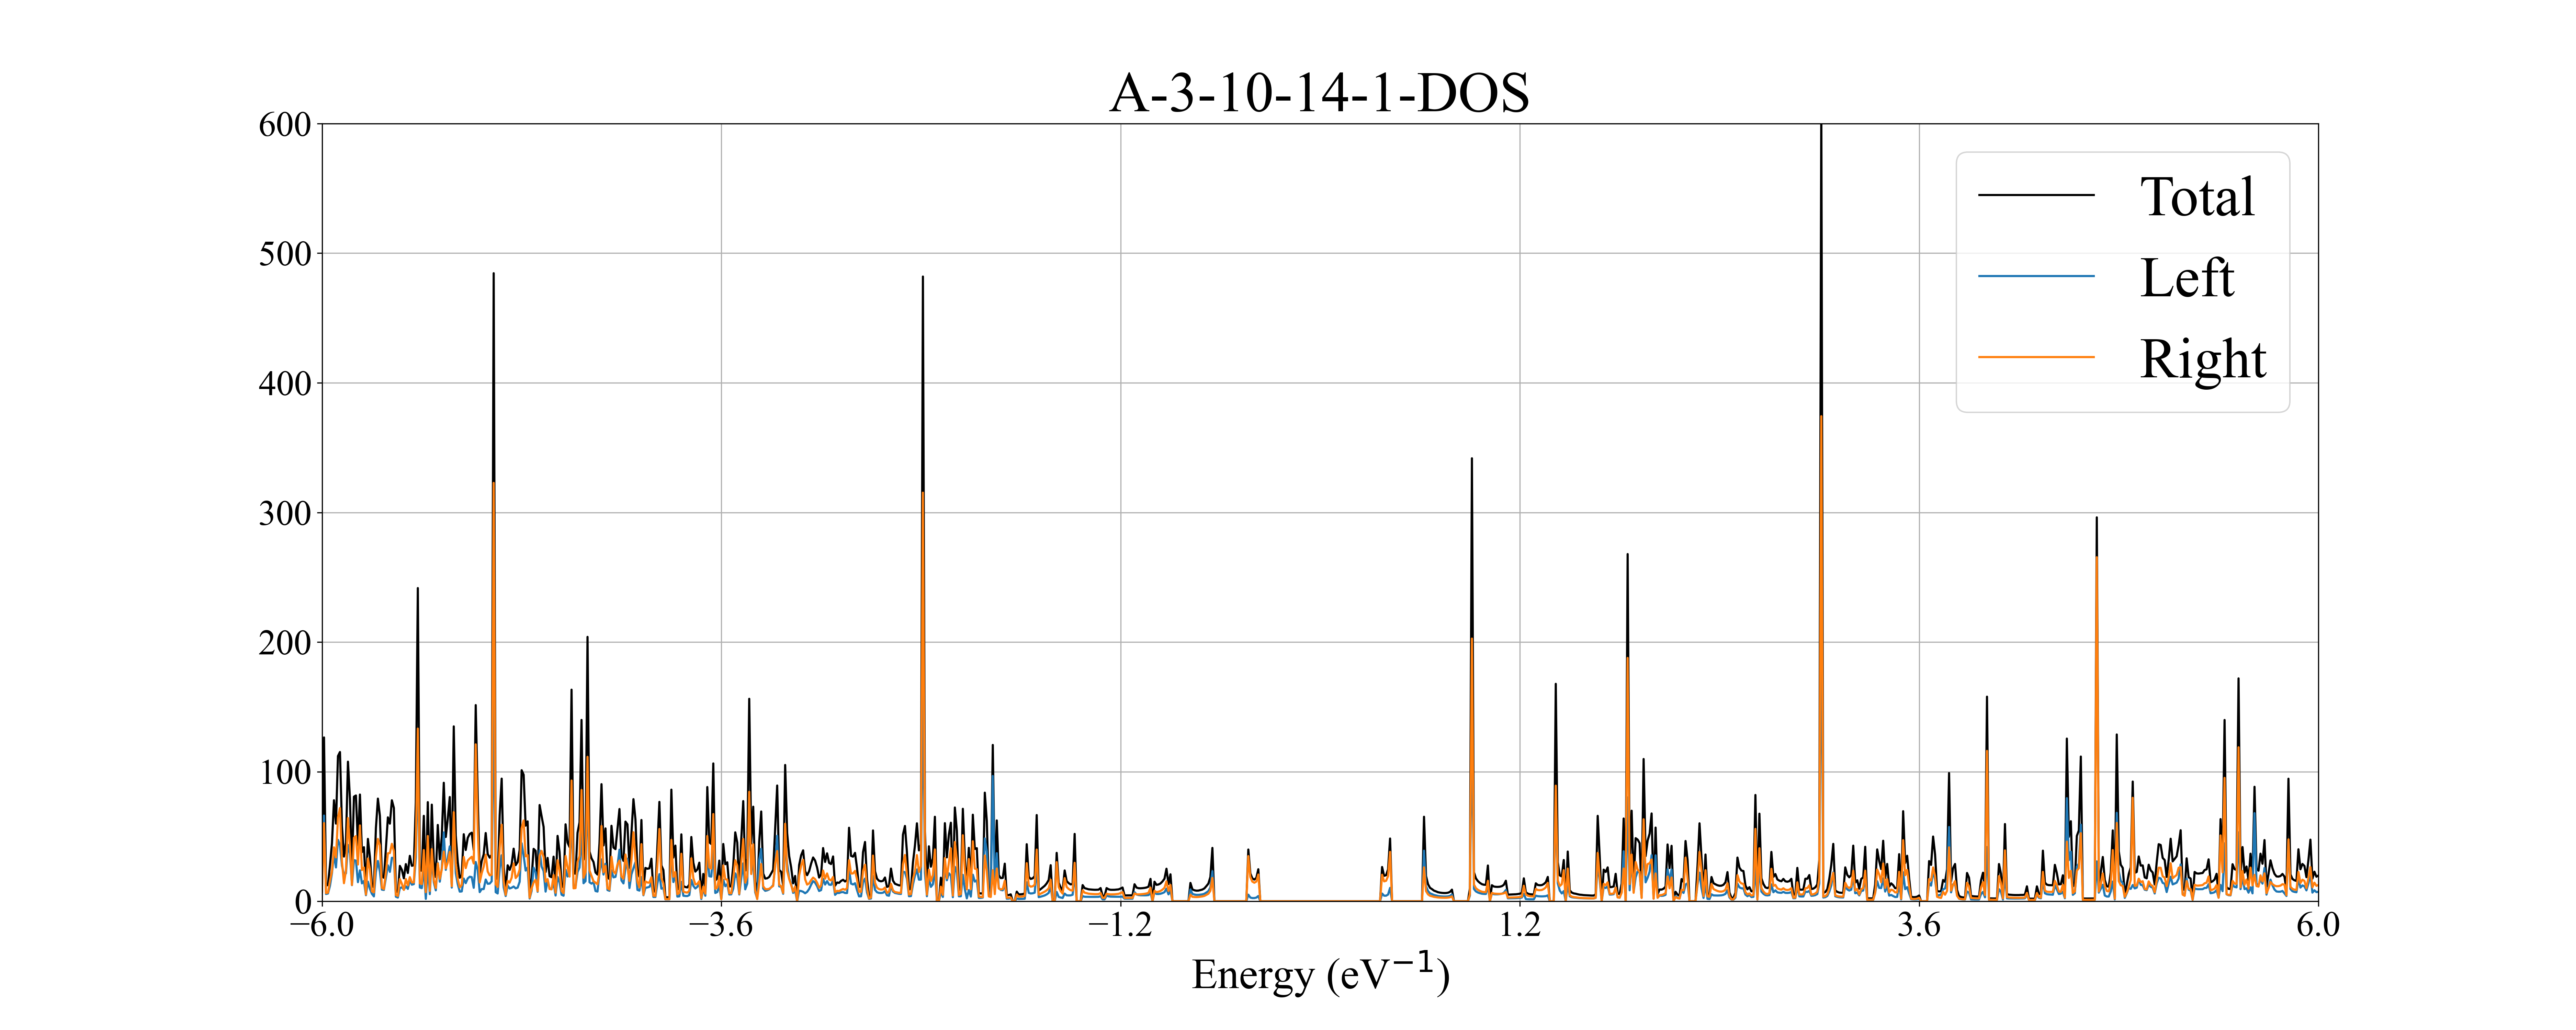 A-3-10-14-1-DOS
600
500
400
300
200
100
0
Total
Left
Right
−6.0
−3.6
−1.2
1.2
3.6
6.0
Energy (eV⁻¹)